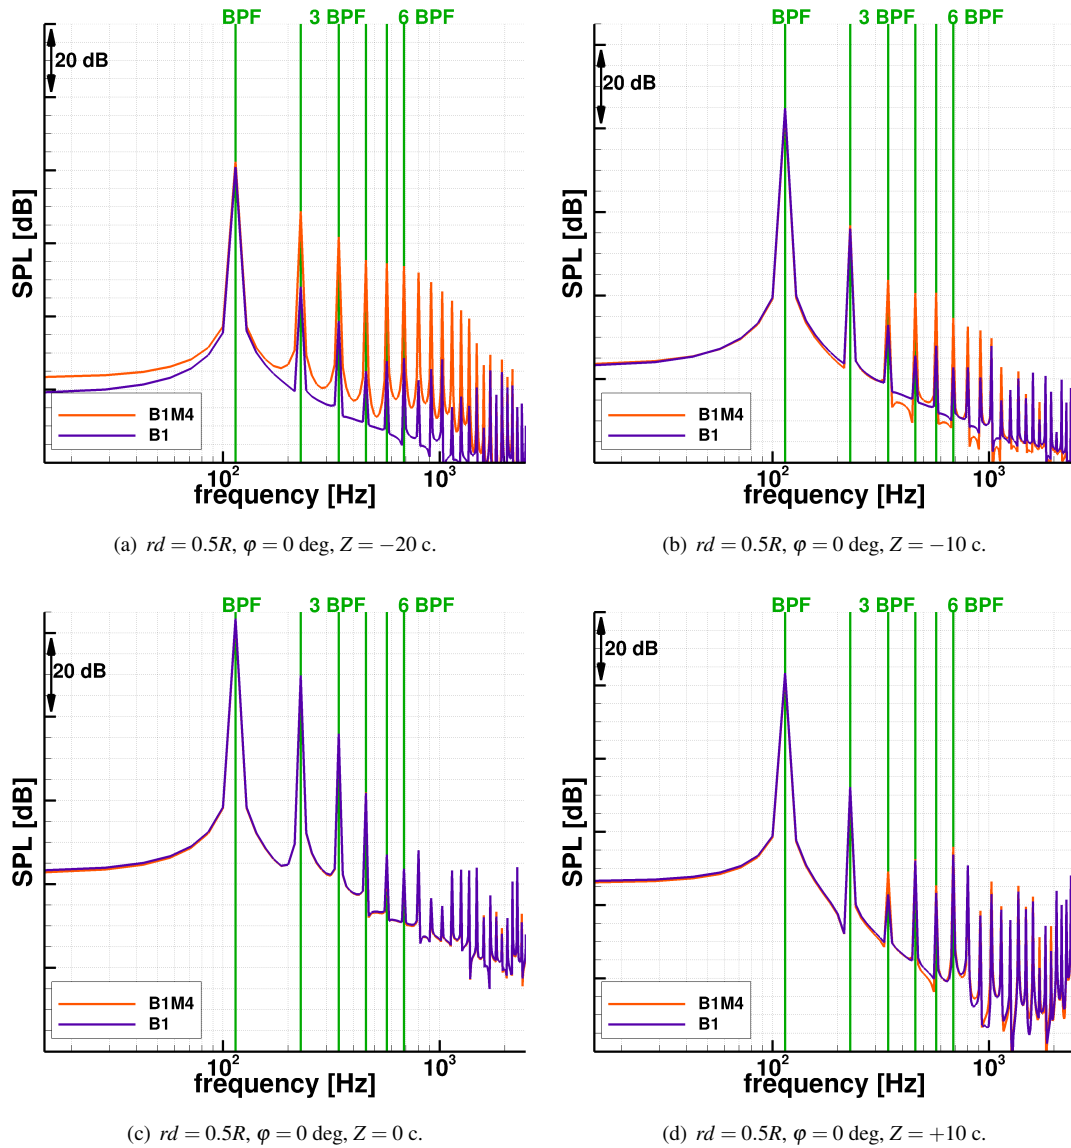 BPF 3 BPF 6 BPF
20 dB
SPL [dB]
B1M4
B1
10² 10³
frequency [Hz]
(a) rd = 0.5R, φ = 0 deg, Z = −20 c.
BPF 3 BPF 6 BPF
20 dB
SPL [dB]
B1M4
B1
10² 10³
frequency [Hz]
(b) rd = 0.5R, φ = 0 deg, Z = −10 c.
BPF 3 BPF 6 BPF
20 dB
SPL [dB]
B1M4
B1
10² 10³
frequency [Hz]
(c) rd = 0.5R, φ = 0 deg, Z = 0 c.
BPF 3 BPF 6 BPF
20 dB
SPL [dB]
B1M4
B1
10² 10³
frequency [Hz]
(d) rd = 0.5R, φ = 0 deg, Z = +10 c.